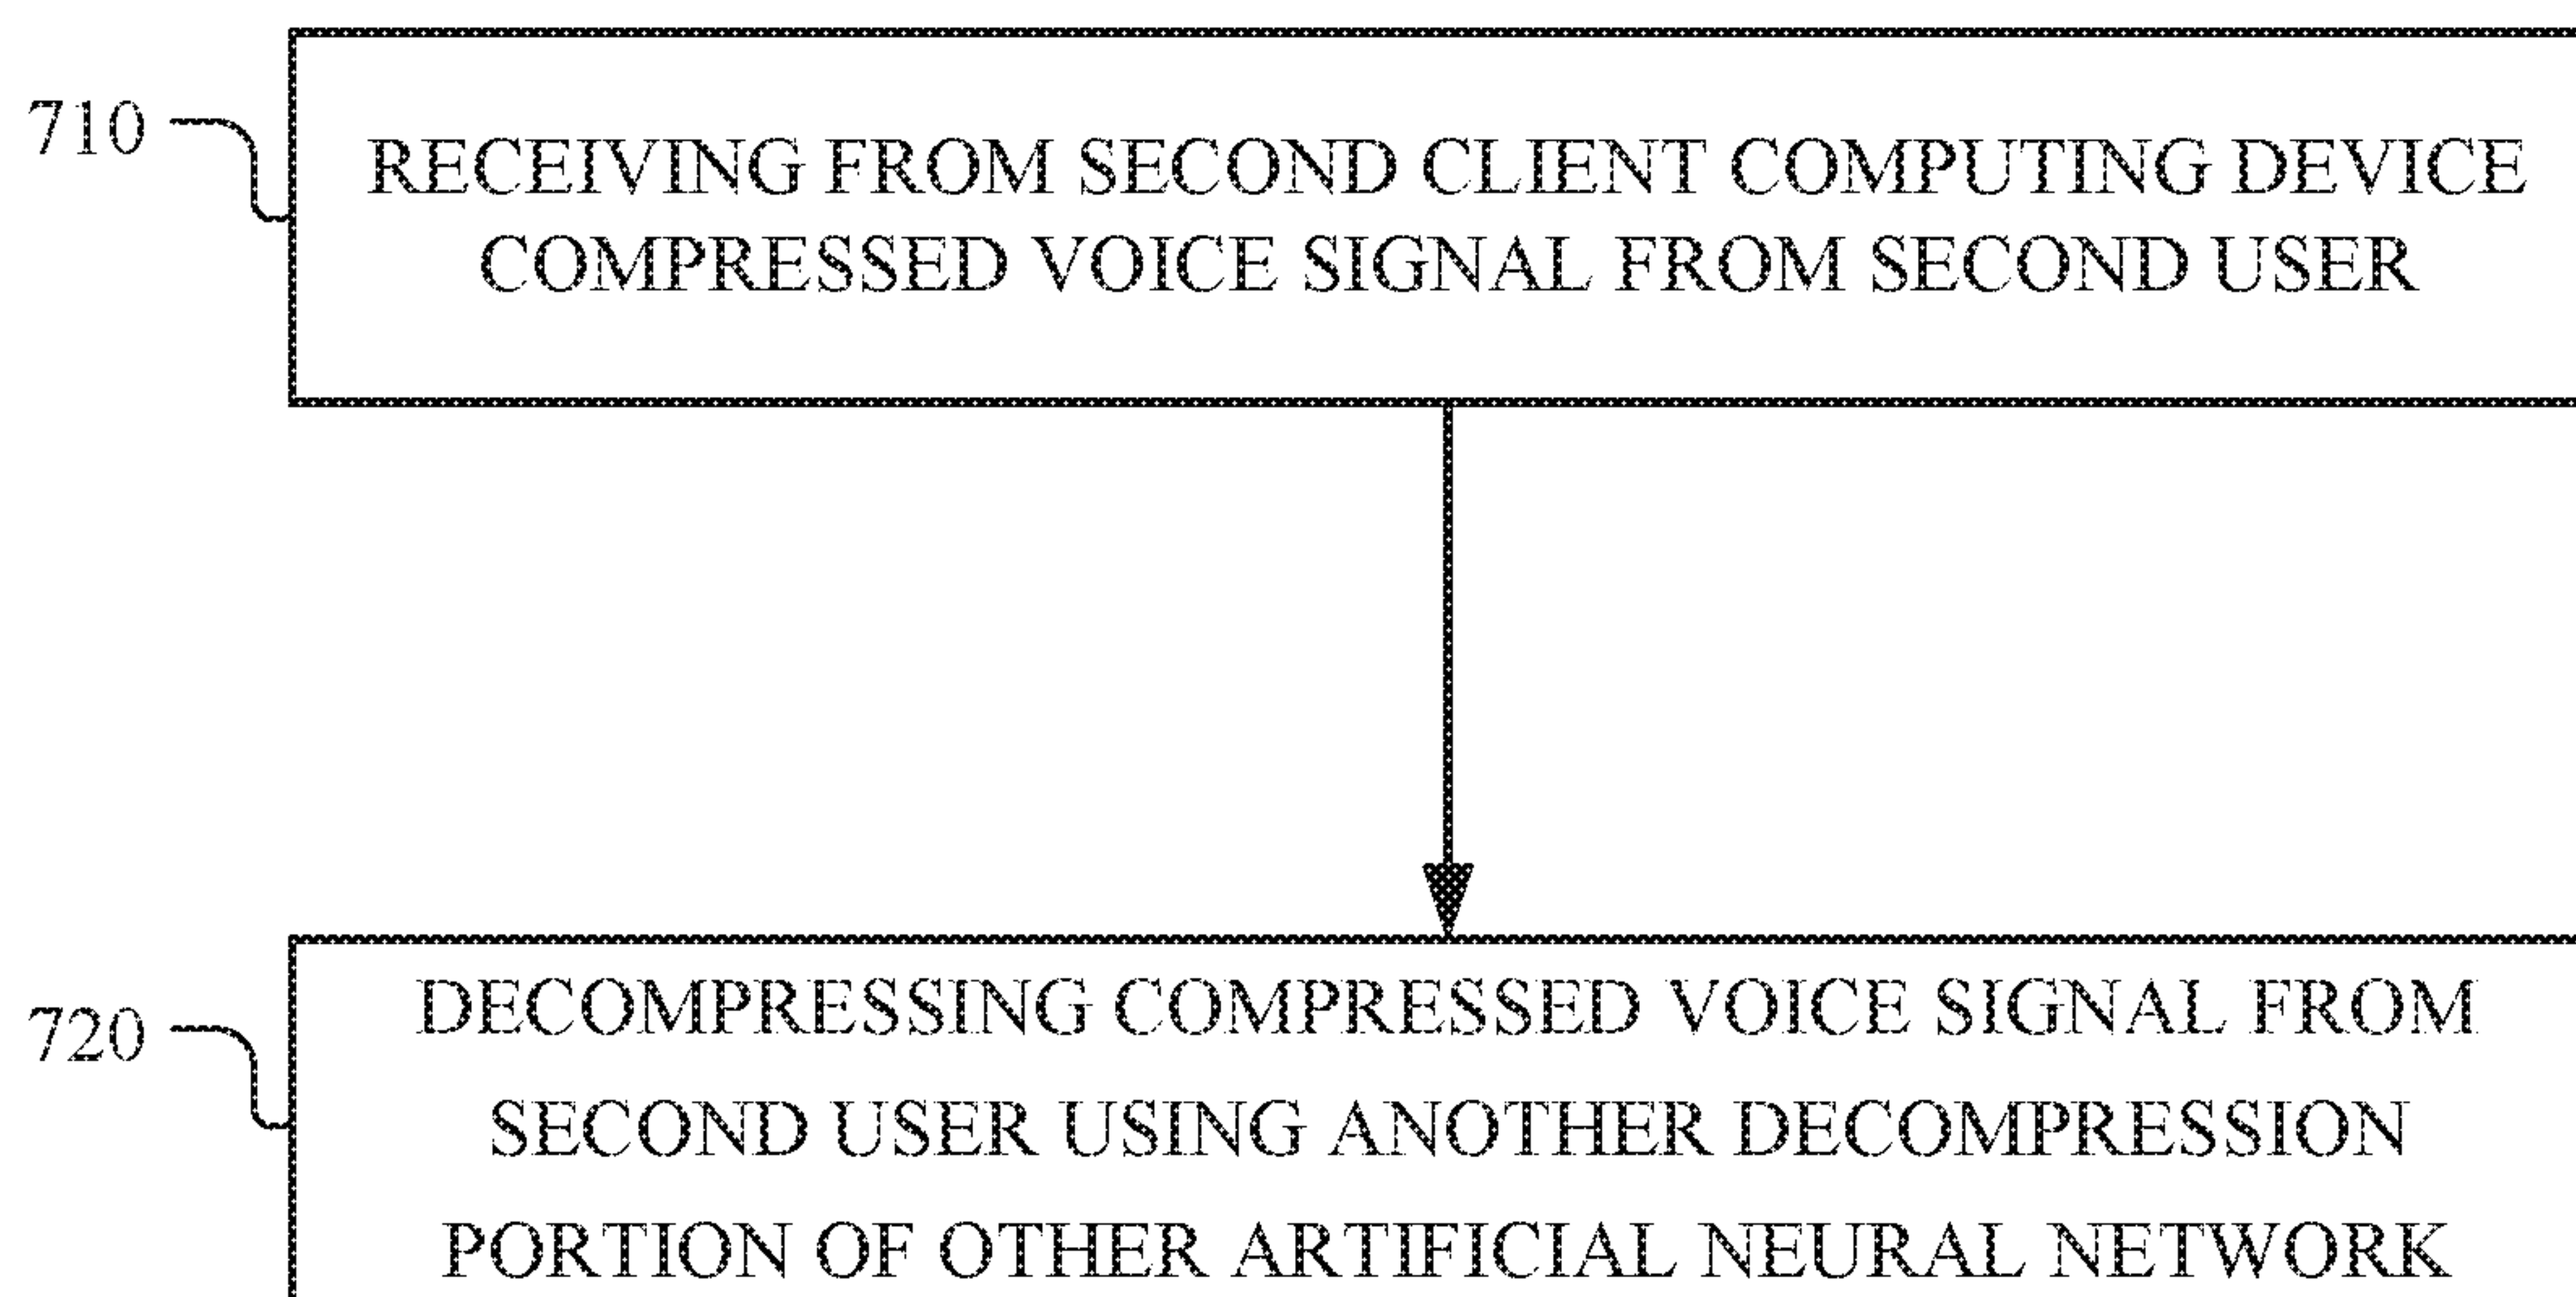 710
RECEIVING FROM SECOND CLIENT COMPUTING DEVICE
COMPRESSED VOICE SIGNAL FROM SECOND USER
720
DECOMPRESSING COMPRESSED VOICE SIGNAL FROM
SECOND USER USING ANOTHER DECOMPRESSION
PORTION OF OTHER ARTIFICIAL NEURAL NETWORK